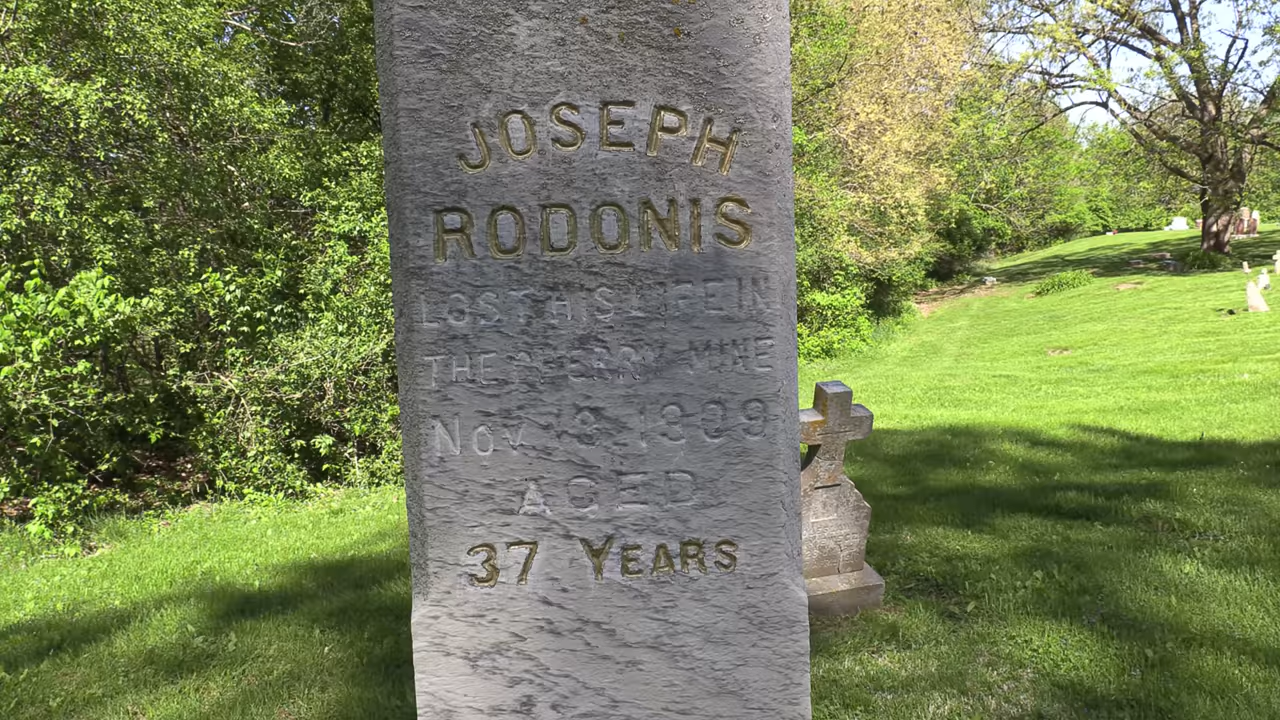 JOSEPH
RODONIS
LOST HIS LIFE IN
THE CHERRY MINE
NOV 13, 1909
AGED
37 YEARS